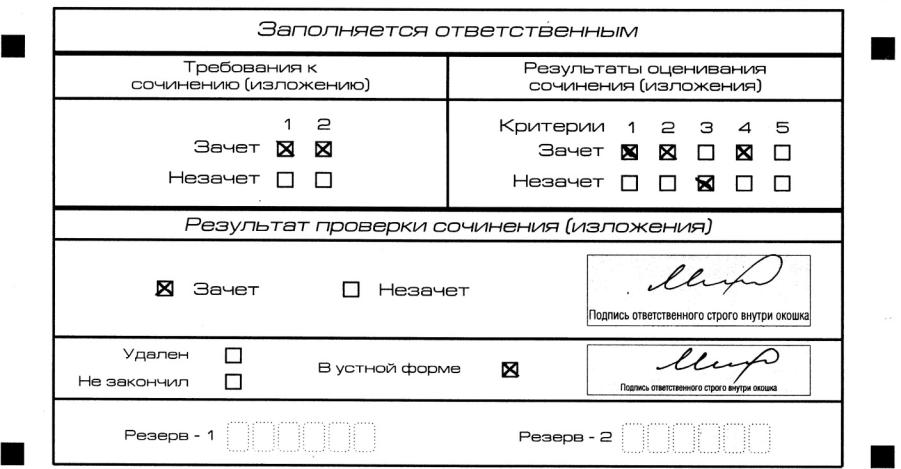 Заполняется ответственным
Требования к
сочинению (изложению)
Результаты оценивания
сочинения (изложения)
1 2
Зачет
Незачет
Критерии 1 2 3 4 5
Зачет
Незачет
Результат проверки сочинения (изложения)
Зачет Незачет
Подпись ответственного строго внутри окошка
Удален
Не закончил
В устной форме
Подпись ответственного строго внутри окошка
Резерв - 1
Резерв - 2